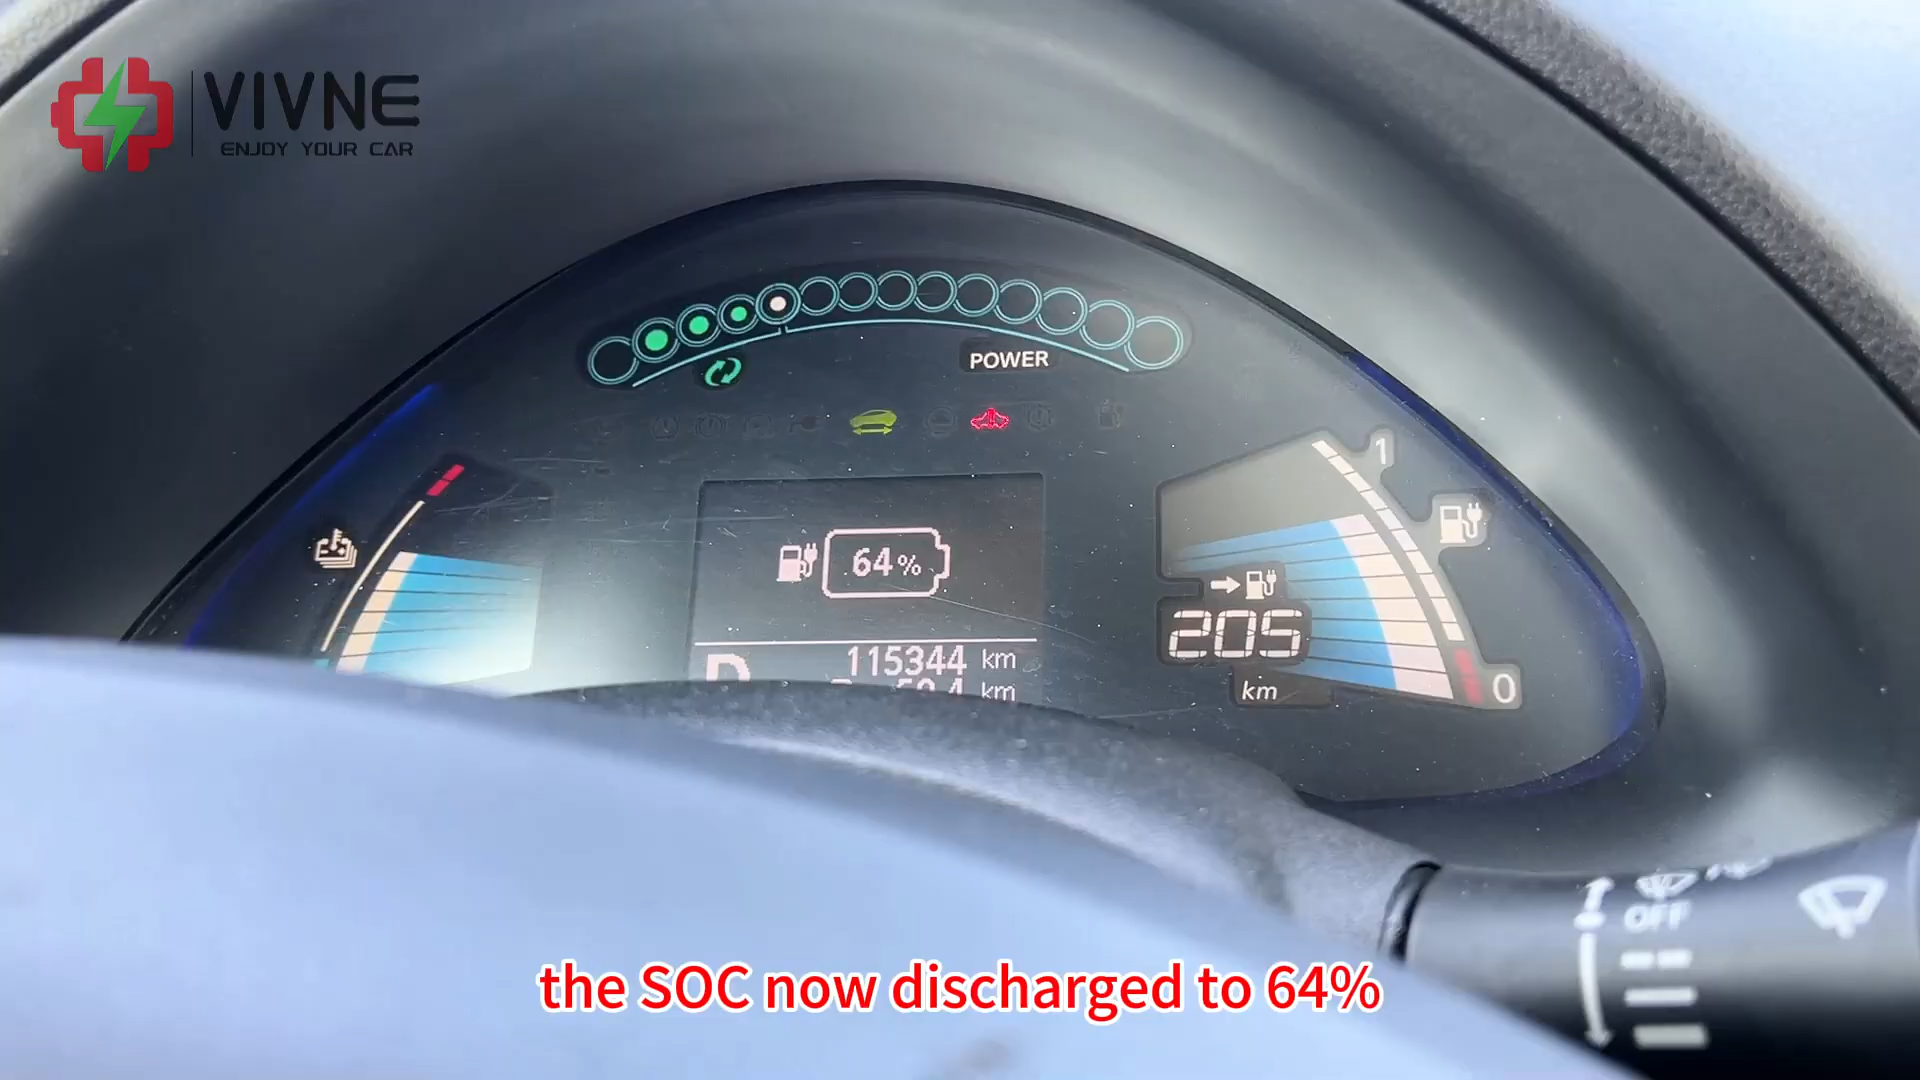 VIVNE
ENJOY YOUR CAR
POWER
1
64%
205
km
0
115344 km
km
OFF
the SOC now discharged to 64%